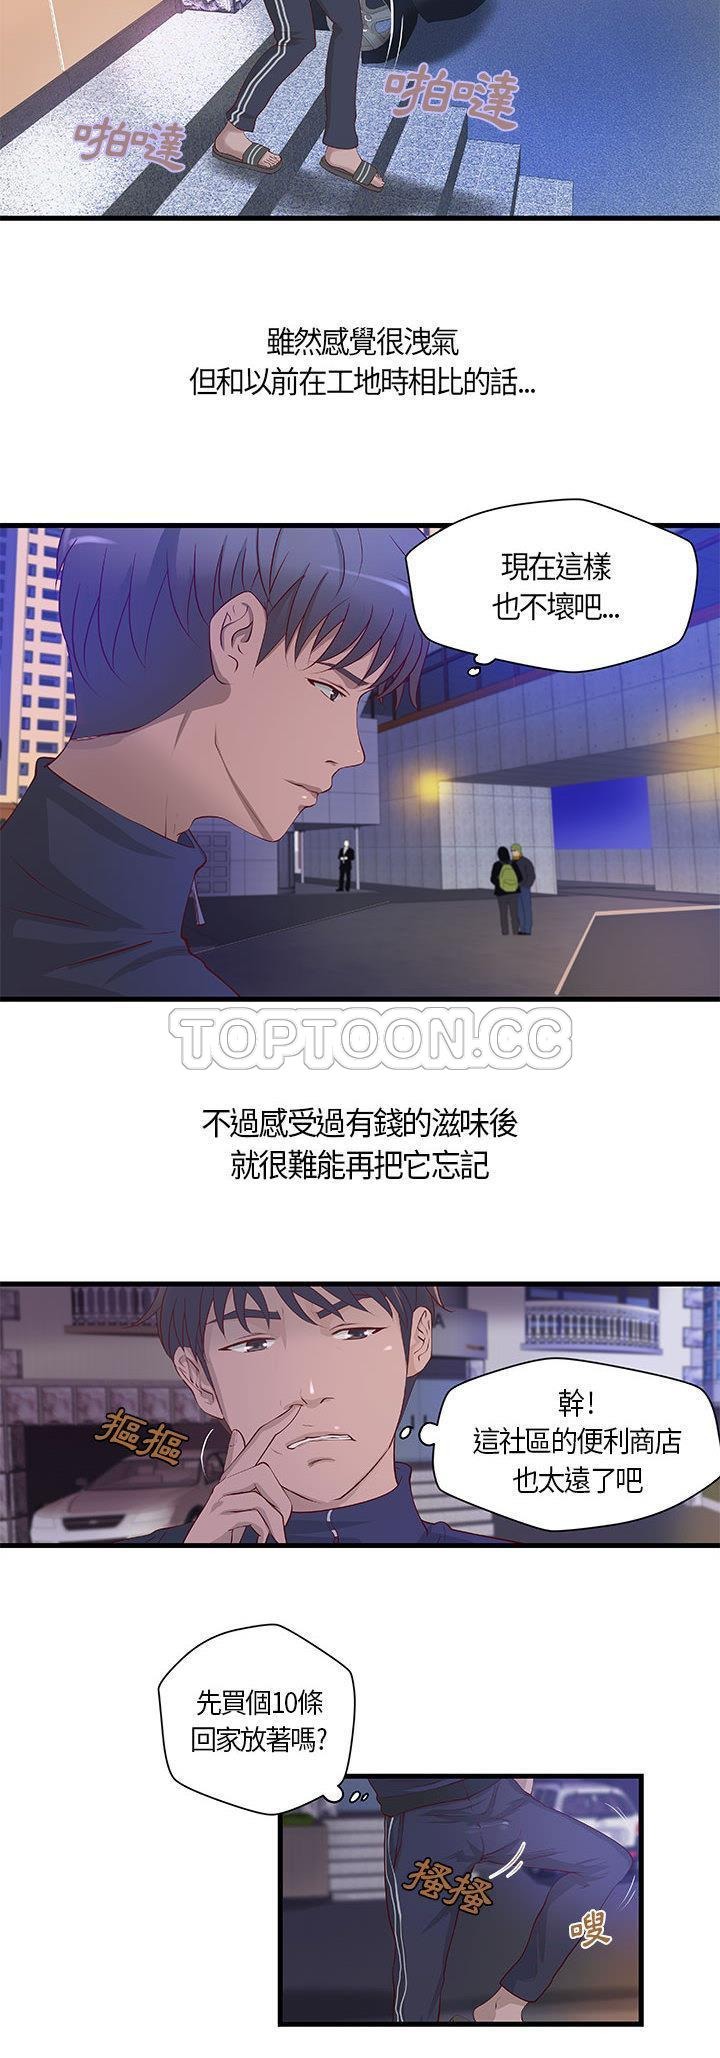 啪噠
啪噠
雖然感覺很洩氣
但和以前在工地時相比的話...
現在這樣
也不壞吧...
TOPTOON.CC
不過感受過有錢的滋味後
就很難能再把它忘記
摳摳
幹!
這社區的便利商店
也太遠了吧
先買個10條
回家放著嗎?
搔搔
嗖